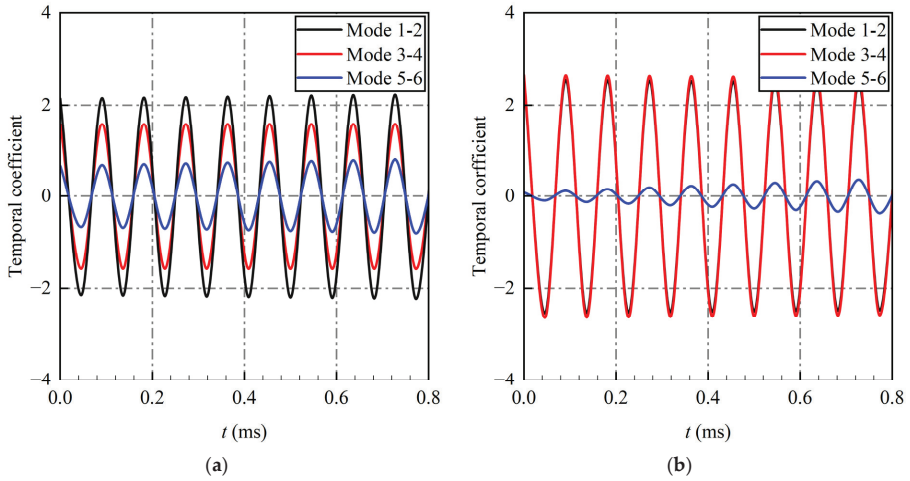 4
2
0
−2
−4
Temporal coefficient
Mode 1-2
Mode 3-4
Mode 5-6
0.0 0.2 0.4 0.6 0.8
t (ms)
(a)
4
2
0
−2
−4
Temporal corfficient
Mode 1-2
Mode 3-4
Mode 5-6
0.0 0.2 0.4 0.6 0.8
t (ms)
(b)